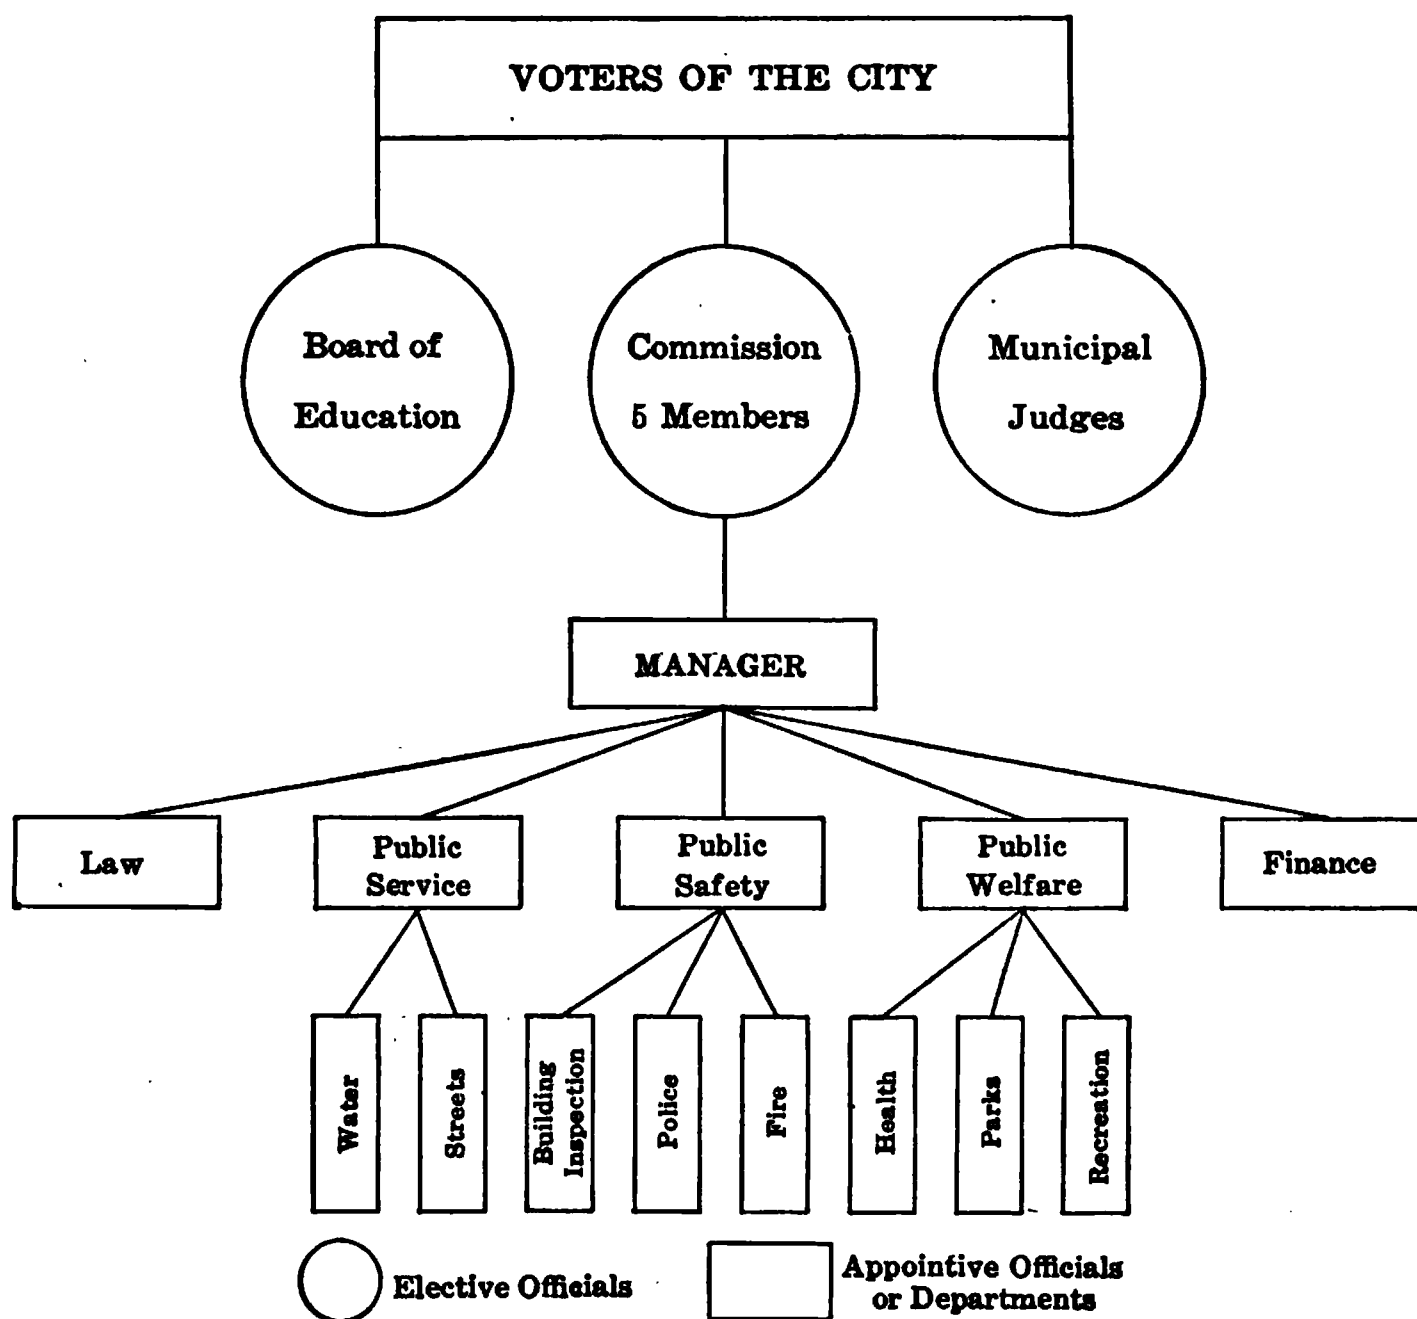 VOTERS OF THE CITY
Board of
Education
Commission
5 Members
Municipal
Judges
MANAGER
Law
Public
Service
Public
Safety
Public
Welfare
Finance
Water
Streets
Building
Inspection
Police
Fire
Health
Parks
Recreation
Elective Officials
Appointive Officials
or Departments